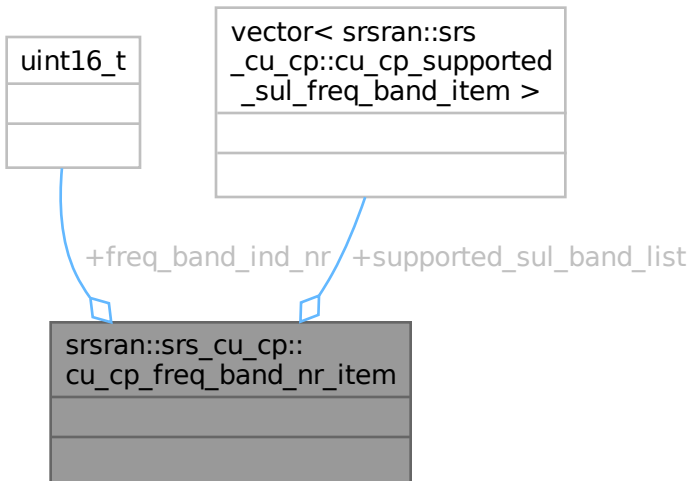 uint16_t
vector< srsran::srs
_cu_cp::cu_cp_supported
_sul_freq_band_item >
+freq_band_ind_nr
+supported_sul_band_list
srsran::srs_cu_cp::
cu_cp_freq_band_nr_item